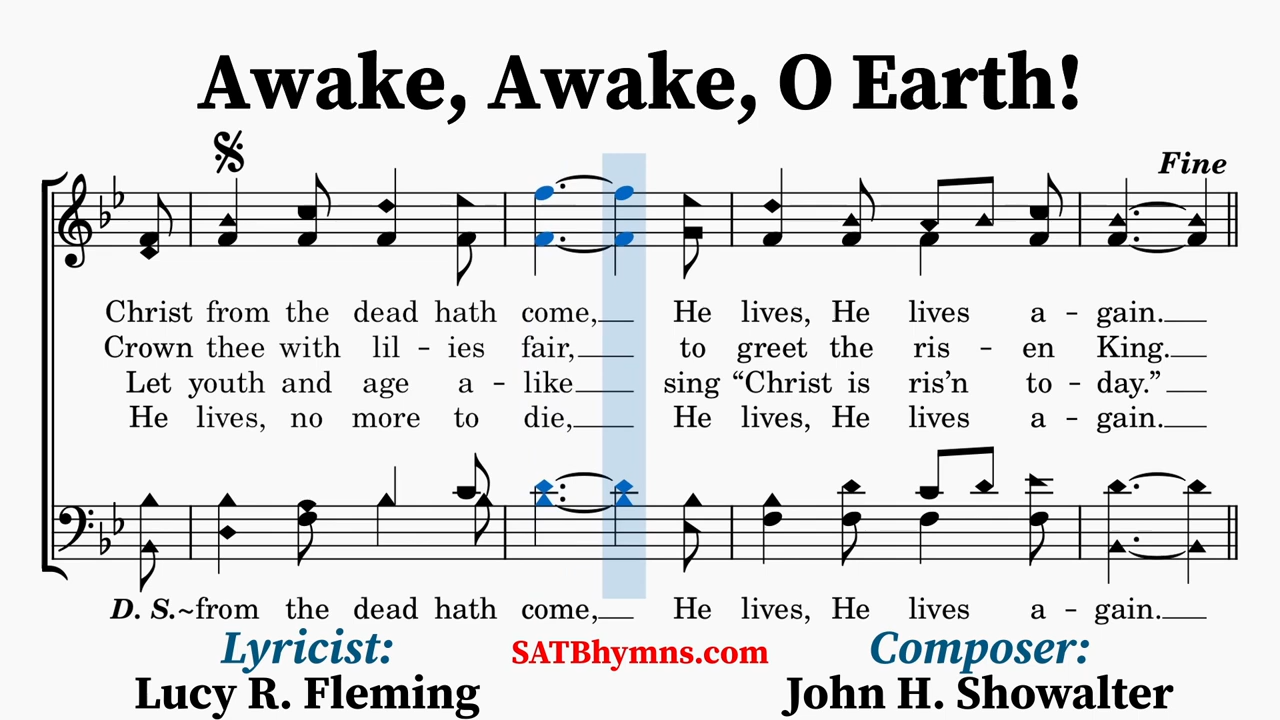 Awake, Awake, O Earth!
Fine
Christ from the dead hath come, He lives, He lives a - gain.
Crown thee with lil - ies fair, to greet the ris - en King.
Let youth and age a - like sing “Christ is ris’n to - day.”
He lives, no more to die, He lives, He lives a - gain.
D. S.~from the dead hath come, He lives, He lives a - gain.
Lyricist: SATBhymns.com Composer:
Lucy R. Fleming John H. Showalter